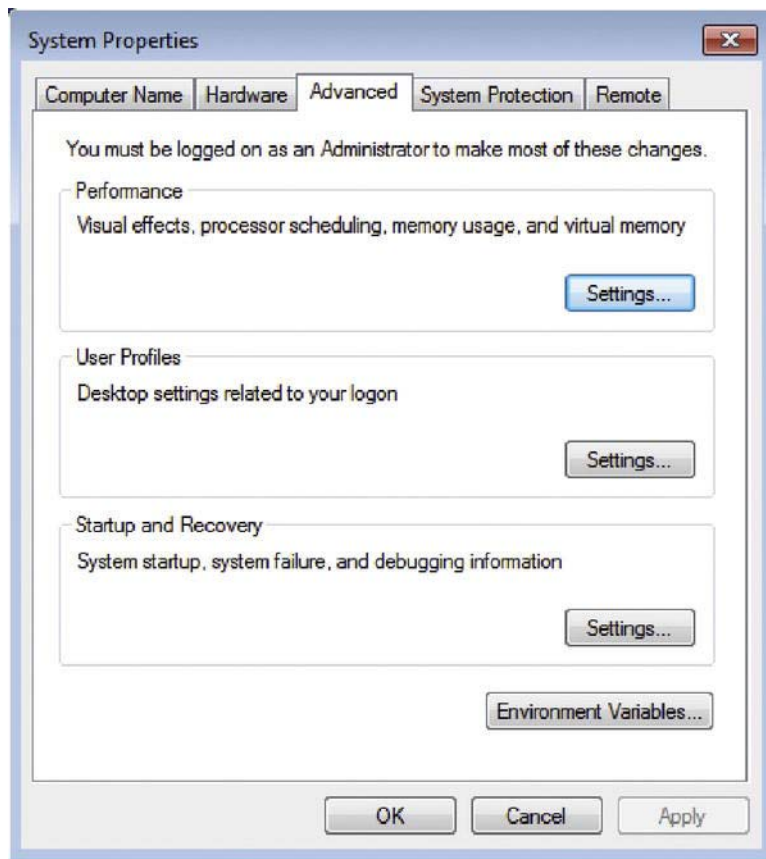 System Properties
Computer Name Hardware Advanced System Protection Remote
You must be logged on as an Administrator to make most of these changes.
Performance
Visual effects, processor scheduling, memory usage, and virtual memory
Settings...
User Profiles
Desktop settings related to your logon
Settings...
Startup and Recovery
System startup, system failure, and debugging information
Settings...
Environment Variables...
OK Cancel Apply